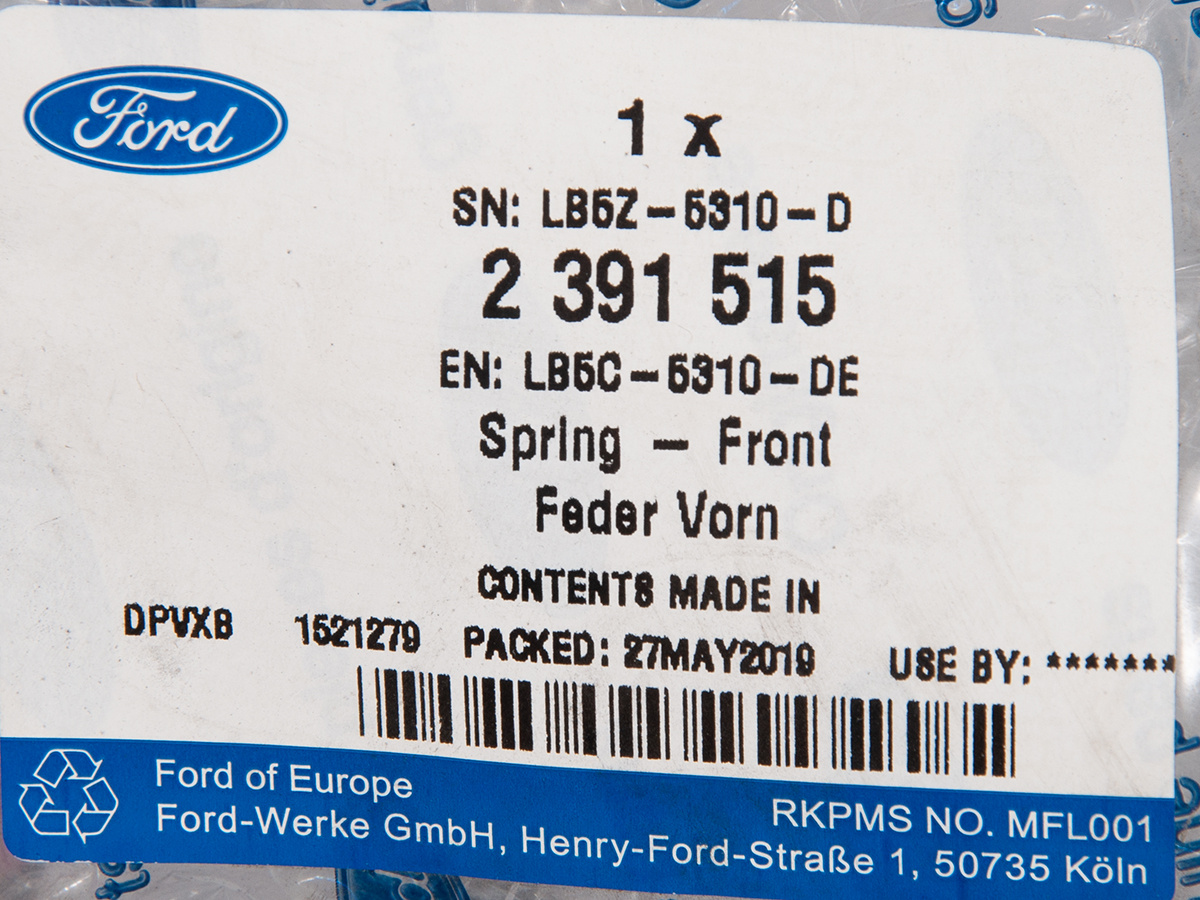 Ford
1 x
SN: LB5Z-5310-D
2 391 515
EN: LB5C-5310-DE
Spring - Front
Feder Vorn
CONTENTS MADE IN
DPVXB 1521279 PACKED: 27MAY2019 USE BY: *******
Ford of Europe
RKPMS NO. MFL001
Ford-Werke GmbH, Henry-Ford-Straße 1, 50735 Köln